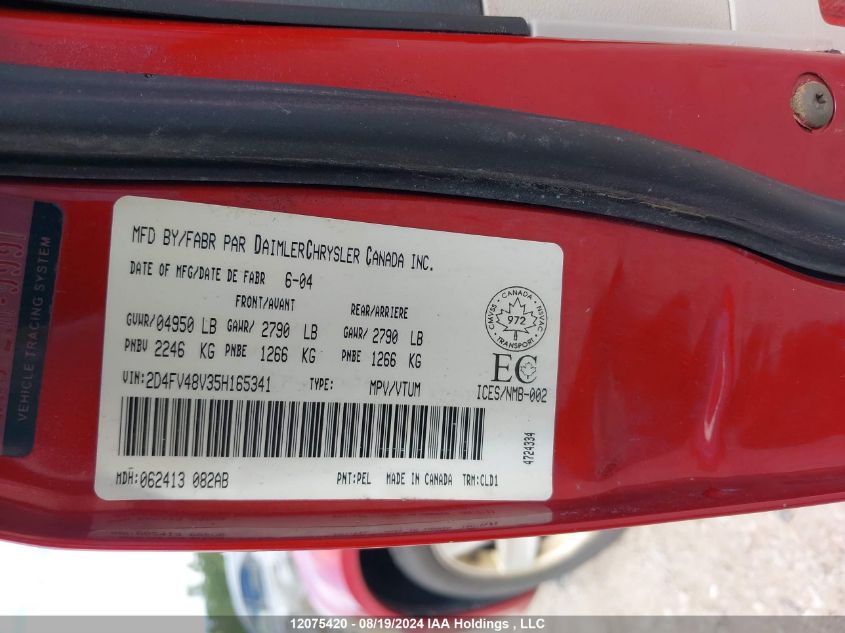 MFD BY/FABR PAR DAIMLERCHRYSLER CANADA INC.
DATE OF MFG/DATE DE FABR 6-04
FRONT/AVANT REAR/ARRIERE
GVWR/04950 LB GAWR/ 2790 LB GAWR/ 2790 LB
PNBV 2246 KG PNBE 1266 KG PNBE 1266 KG
VIN:2D4FV48V35H165341 TYPE: MPV/VTUM
CMVSS CANADA NSVAC
972
TRANSPORT
EC
ICES/NMB-002
4724334
MDH:062413 082AB PNT:PEL MADE IN CANADA TRM:CLD1
VEHICLE TRACING SYSTEM
12075420 - 08/19/2024 IAA Holdings , LLC